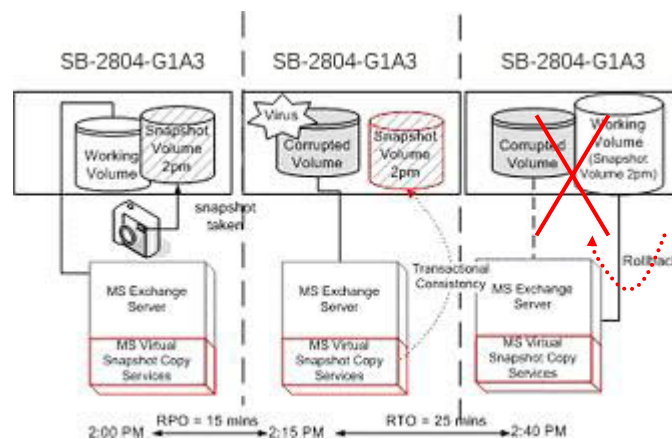 SB-2804-G1A3
SB-2804-G1A3
SB-2804-G1A3
Working
Volume
Snapshot
Volume
2pm
snapshot
taken
MS Exchange
Server
MS Virtual
Snapshot Copy
Services
Virus
Corrupted
Volume
Snapshot
Volume
2pm
Transactional
Consistency
MS Exchange
Server
MS Virtual
Snapshot Copy
Services
Corrupted
Volume
Working
Volume
(Snapshot
Volume 2pm)
Rollback
MS Exchange
Server
MS Virtual
Snapshot Copy
Services
2:00 PM
RPO = 15 mins
2:15 PM
RTO = 25 mins
2:40 PM